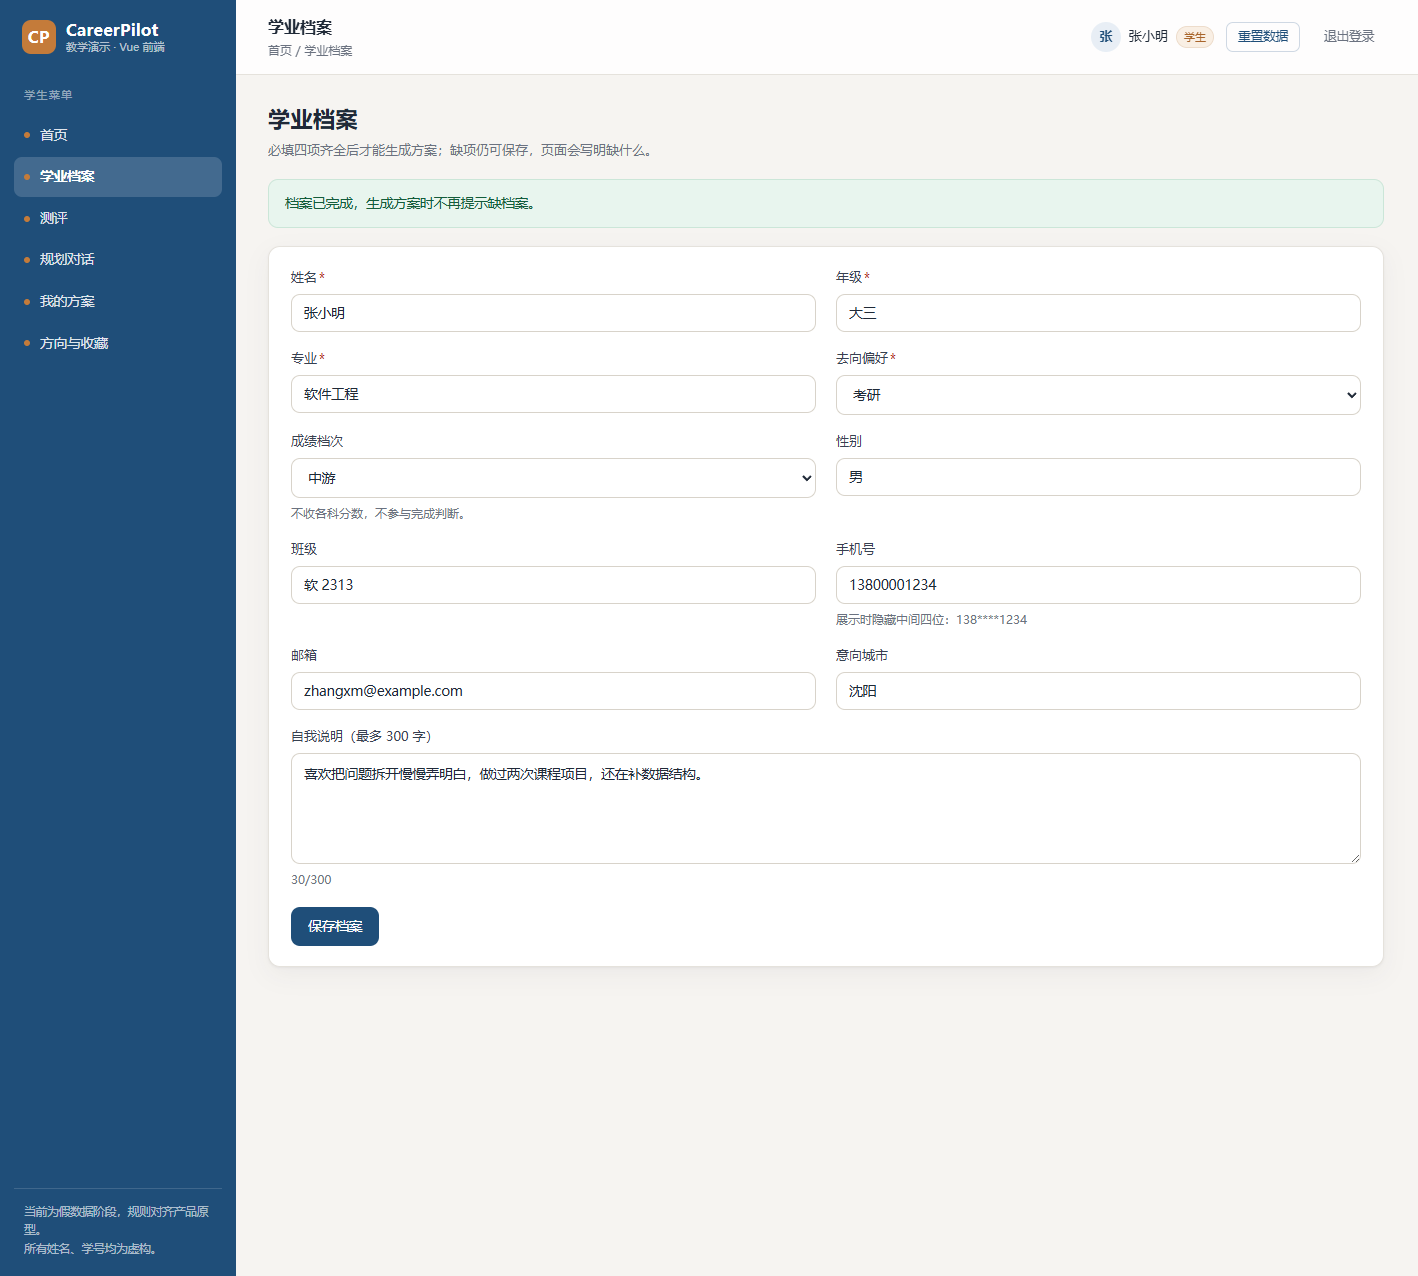 CP
CareerPilot
教学演示 · Vue 前端
学生菜单
首页
学业档案
测评
规划对话
我的方案
方向与收藏
当前为假数据阶段，规则对齐产品原
型。
所有姓名、学号均为虚构。
学业档案
首页 / 学业档案
张 张小明 学生 重置数据 退出登录
学业档案
必填四项齐全后才能生成方案；缺项仍可保存，页面会写明缺什么。
档案已完成，生成方案时不再提示缺档案。
姓名* 年级*
张小明 大三
专业* 去向偏好*
软件工程 考研
成绩档次 性别
中游 男
不收各科分数，不参与完成判断。
班级 手机号
软 2313 13800001234
展示时隐藏中间四位：138****1234
邮箱 意向城市
zhangxm@example.com 沈阳
自我说明（最多 300 字）
喜欢把问题拆开慢慢弄明白，做过两次课程项目，还在补数据结构。
30/300
保存档案